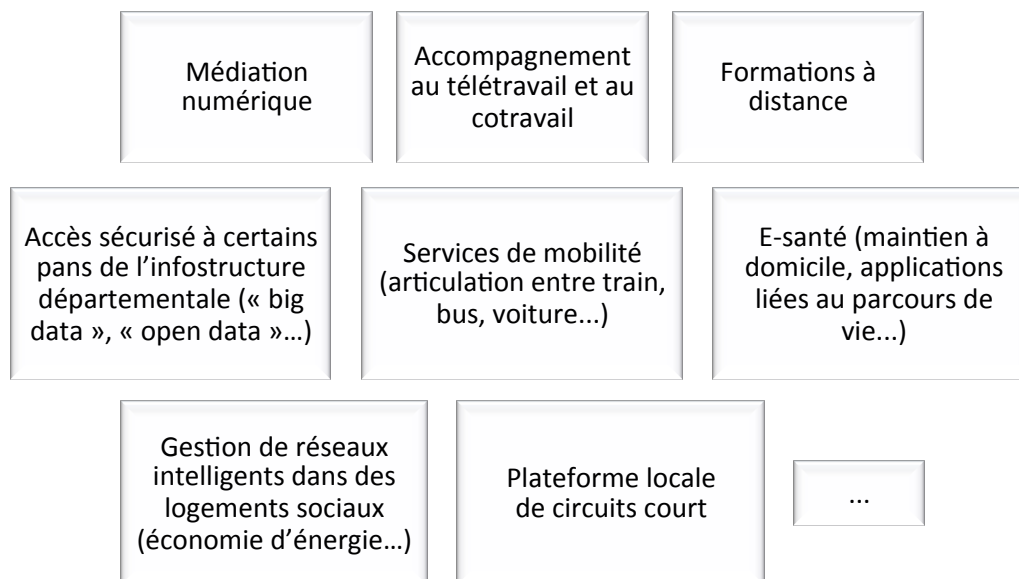 Médiation
numérique
Accompagnement
au télétravail et au
cotravail
Formations à
distance
Accès sécurisé à certains
pans de l’infostructure
départementale (« big
data », « open data »…)
Services de mobilité
(articulation entre train,
bus, voiture...)
E-santé (maintien à
domicile, applications
liées au parcours de
vie...)
Gestion de réseaux
intelligents dans des
logements sociaux
(économie d’énergie…)
Plateforme locale
de circuits court
...